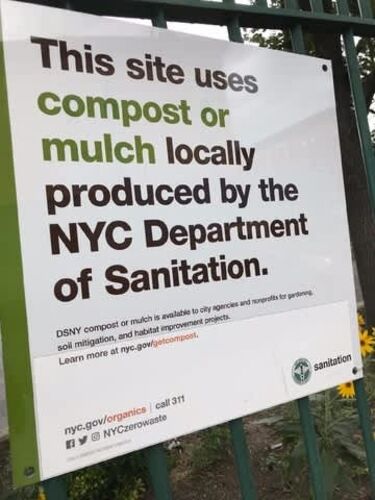 This site uses
compost or
mulch locally
produced by the
NYC Department
of Sanitation.
DSNY compost or mulch is available to city agencies and nonprofits for gardening,
soil mitigation, and habitat improvement projects.
Learn more at nyc.gov/getcompost.
sanitation
nyc.gov/organics | call 311
NYCzerowaste